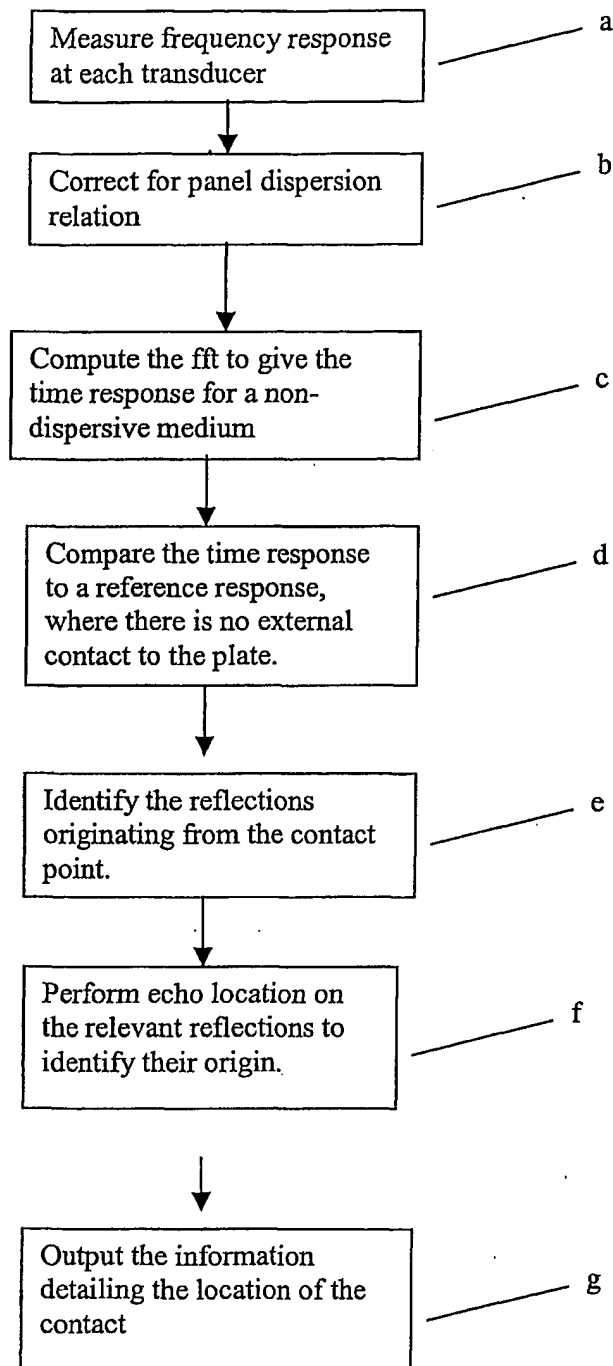 Measure frequency response
at each transducer
a
Correct for panel dispersion
relation
b
Compute the fft to give the
time response for a non-
dispersive medium
c
Compare the time response
to a reference response,
where there is no external
contact to the plate.
d
Identify the reflections
originating from the contact
point.
e
Perform echo location on
the relevant reflections to
identify their origin.
f
Output the information
detailing the location of the
contact
g